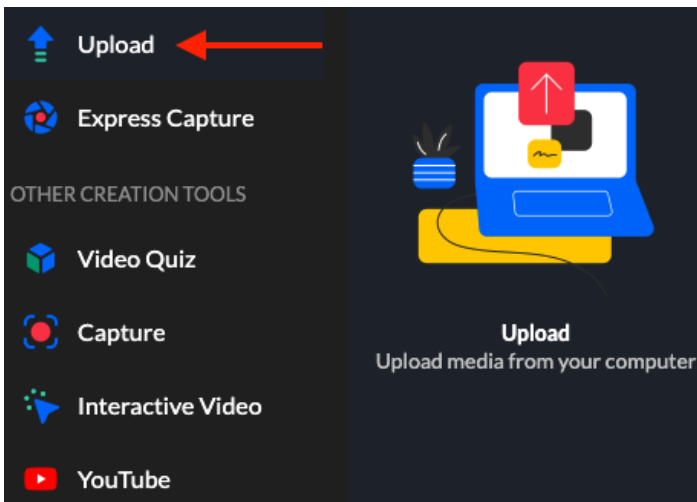 Upload
Express Capture
OTHER CREATION TOOLS
Video Quiz
Capture
Interactive Video
YouTube
Upload
Upload media from your computer